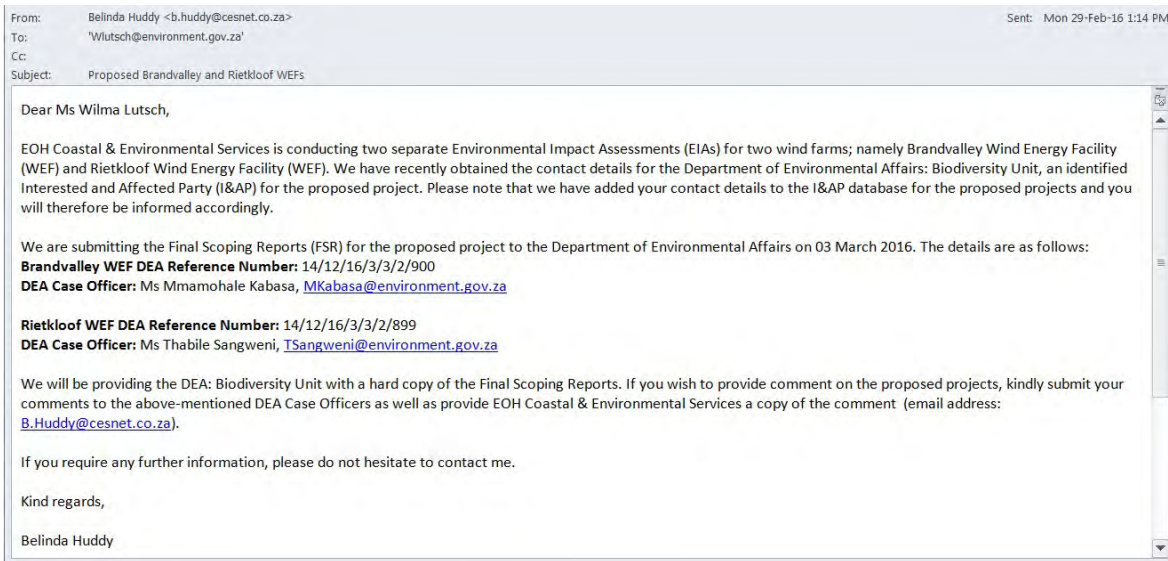 From: Belinda Huddy <b.huddy@cesnet.co.za> Sent: Mon 29-Feb-16 1:14 PM
To: 'Wlutsch@environment.gov.za'
Cc:
Subject: Proposed Brandvalley and Rietkloof WEFs
Dear Ms Wilma Lutsch,
EOH Coastal & Environmental Services is conducting two separate Environmental Impact Assessments (EIAs) for two wind farms; namely Brandvalley Wind Energy Facility
(WEF) and Rietkloof Wind Energy Facility (WEF). We have recently obtained the contact details for the Department of Environmental Affairs: Biodiversity Unit, an identified
Interested and Affected Party (I&AP) for the proposed project. Please note that we have added your contact details to the I&AP database for the proposed projects and you
will therefore be informed accordingly.
We are submitting the Final Scoping Reports (FSR) for the proposed project to the Department of Environmental Affairs on 03 March 2016. The details are as follows:
Brandvalley WEF DEA Reference Number: 14/12/16/3/3/2/900
DEA Case Officer: Ms Mmamohale Kabasa, MKabasa@environment.gov.za
Rietkloof WEF DEA Reference Number: 14/12/16/3/3/2/899
DEA Case Officer: Ms Thabile Sangweni, TSangweni@environment.gov.za
We will be providing the DEA: Biodiversity Unit with a hard copy of the Final Scoping Reports. If you wish to provide comment on the proposed projects, kindly submit your
comments to the above-mentioned DEA Case Officers as well as provide EOH Coastal & Environmental Services a copy of the comment (email address:
B.Huddy@cesnet.co.za).
If you require any further information, please do not hesitate to contact me.
Kind regards,
Belinda Huddy